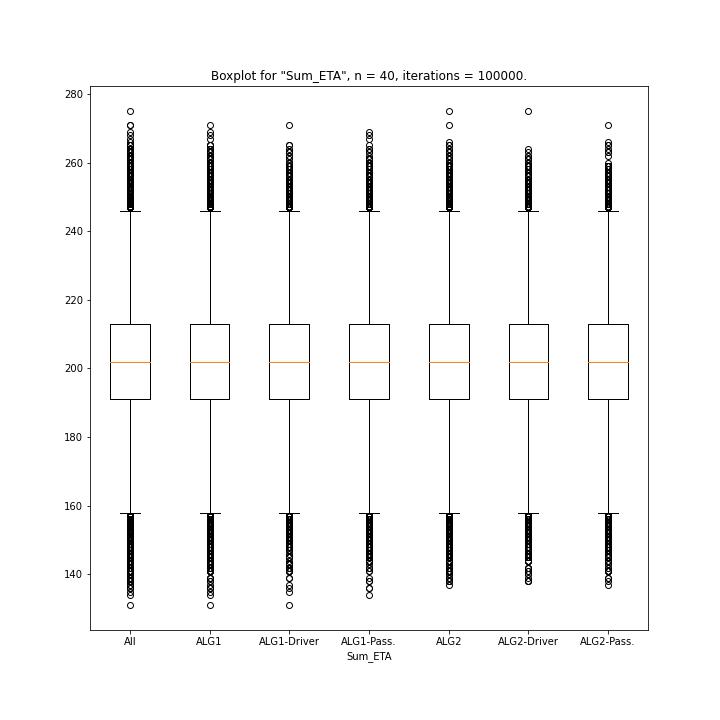 Boxplot for "Sum_ETA", n = 40, iterations = 100000.
280
260
240
220
200
180
160
140
All ALG1 ALG1-Driver ALG1-Pass. ALG2 ALG2-Driver ALG2-Pass.
Sum_ETA